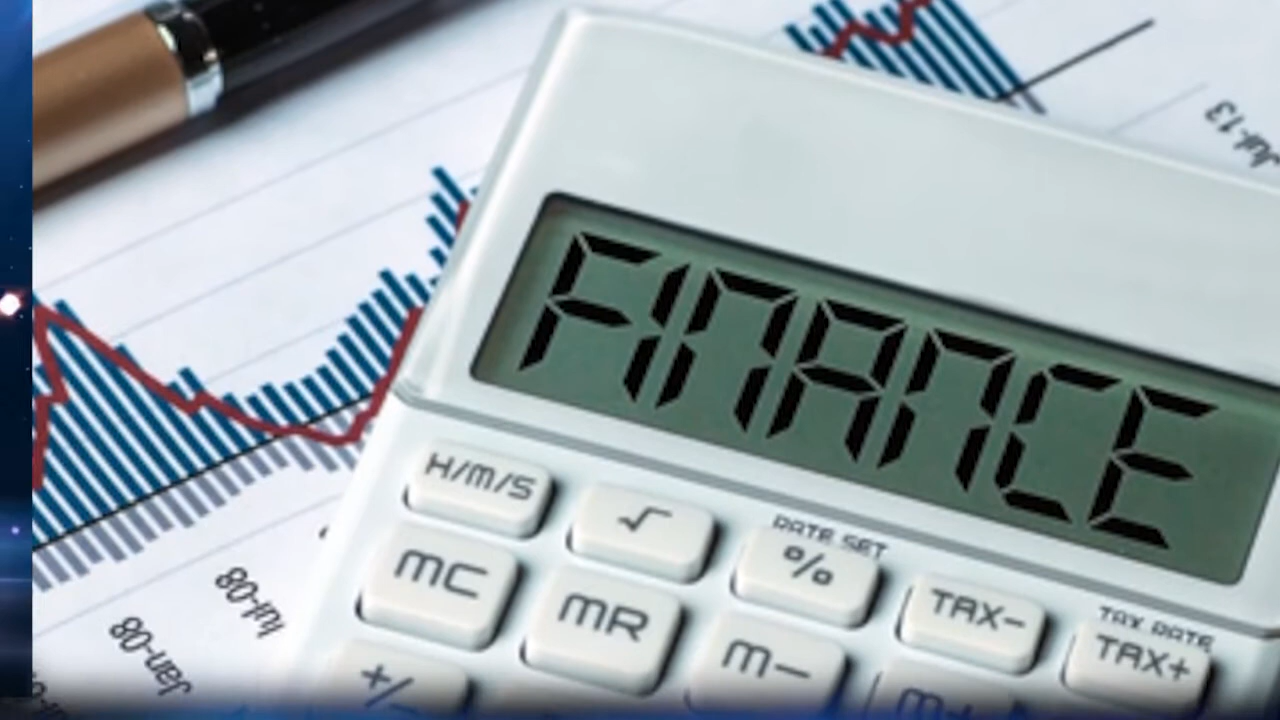 Jul-13
FINANCE
H/M/S
√
RATE SET
%
TAX-
TAX RATE
TAX+
MC
MR
M-
M+
+/-
Jul-08
Jan-08